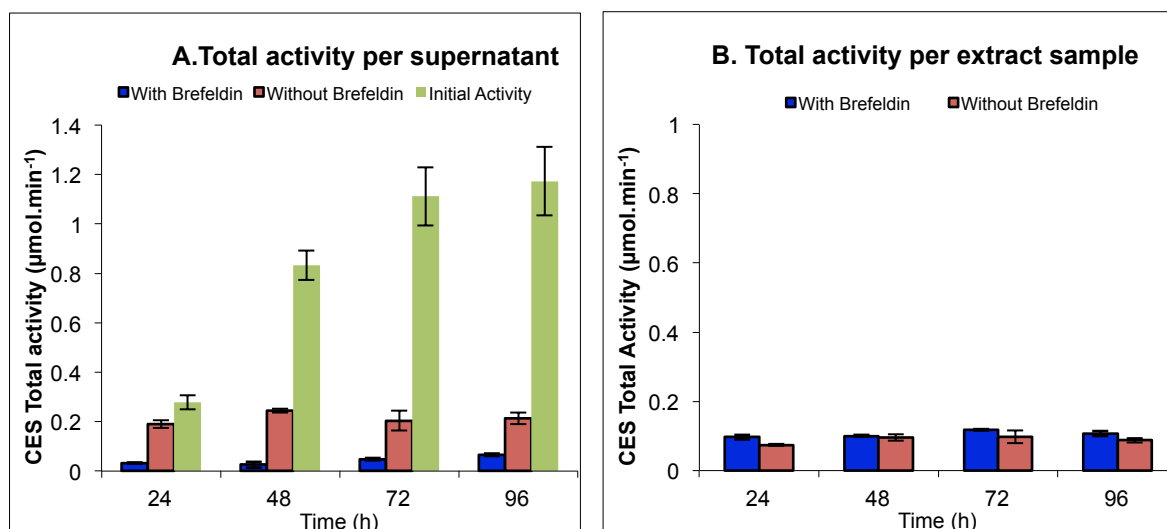 A.Total activity per supernatant
With Brefeldin Without Brefeldin Initial Activity
CES Total activity (µmol.min⁻¹)
1.4
1.2
1
0.8
0.6
0.4
0.2
0
24 48 72 96
Time (h)
B. Total activity per extract sample
With Brefeldin Without Brefeldin
CES Total Activity (µmol.min⁻¹)
1
0.8
0.6
0.4
0.2
0
24 48 72 96
Time (h)